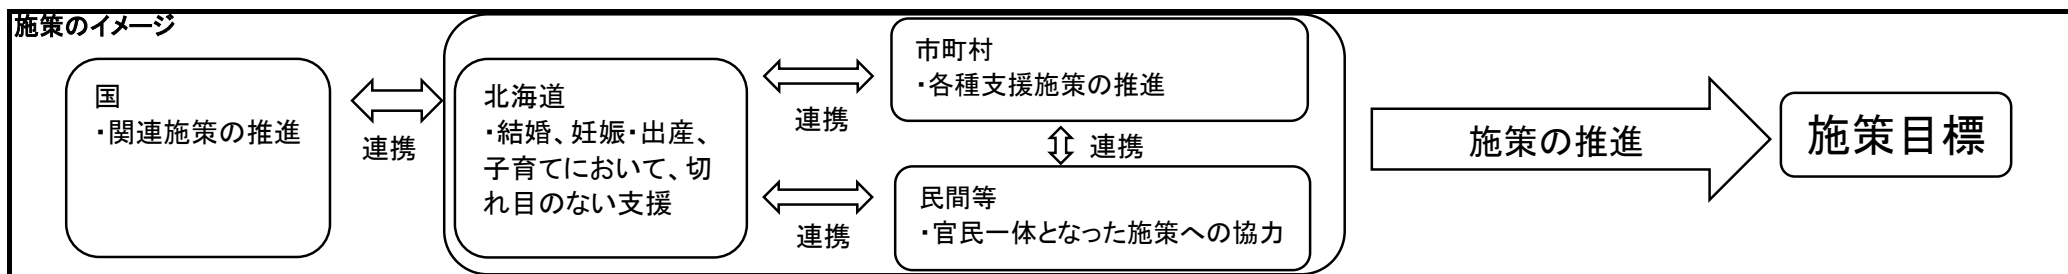 施策のイメージ
国
・関連施策の推進
連携
北海道
・結婚、妊娠・出産、
子育てにおいて、切
れ目のない支援
連携
連携
市町村
・各種支援施策の推進
連携
民間等
・官民一体となった施策への協力
施策の推進
施策目標